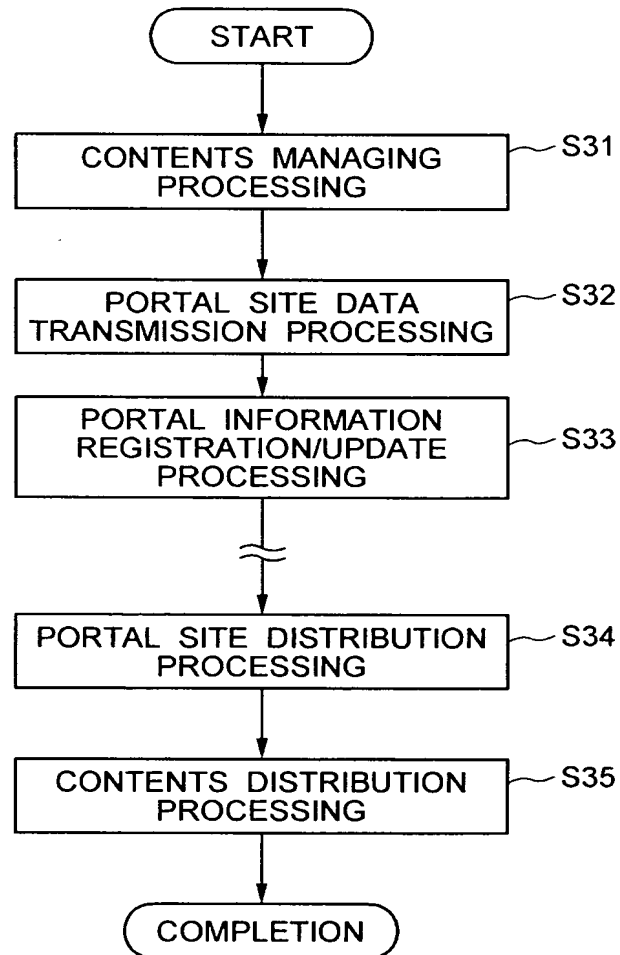 START
CONTENTS MANAGING
PROCESSING
S31
PORTAL SITE DATA
TRANSMISSION PROCESSING
S32
PORTAL INFORMATION
REGISTRATION/UPDATE
PROCESSING
S33
PORTAL SITE DISTRIBUTION
PROCESSING
S34
CONTENTS DISTRIBUTION
PROCESSING
S35
COMPLETION